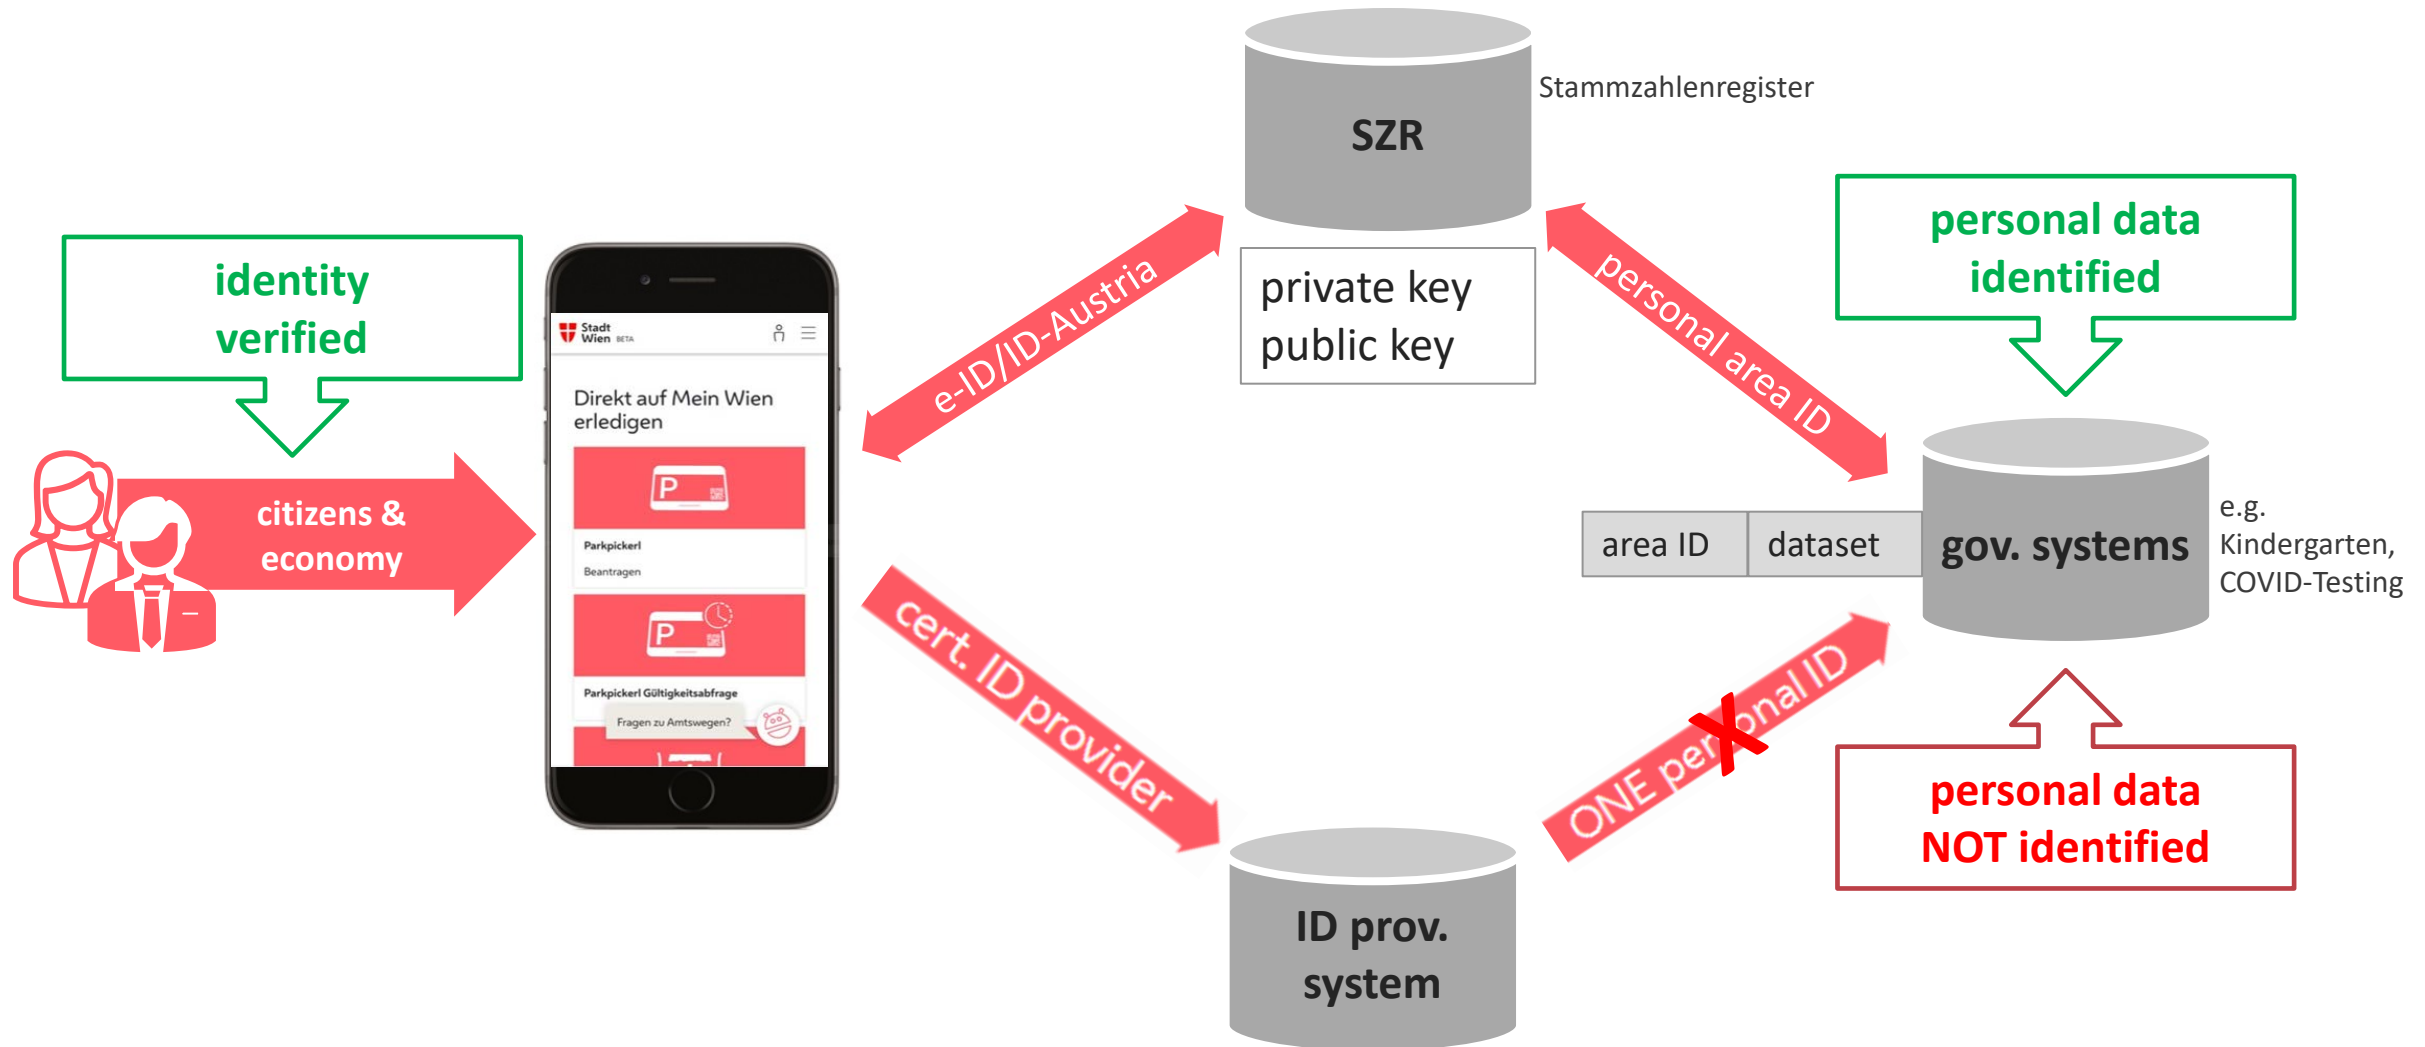 SZR
Stammzahlenregister
private key
public key
personal data
identified
identity
verified
citizens &
economy
Stadt
Wien BETA
Direkt auf Mein Wien
erledigen
P
Parkpickerl
Beantragen
P
Parkpickerl Gültigkeitsabfrage
Fragen zu Amtswegen?
e-ID/ID-Austria
personal area ID
area ID
dataset
gov. systems
e.g.
Kindergarten,
COVID-Testing
cert. ID provider
ONE personal ID
X
personal data
NOT identified
ID prov.
system